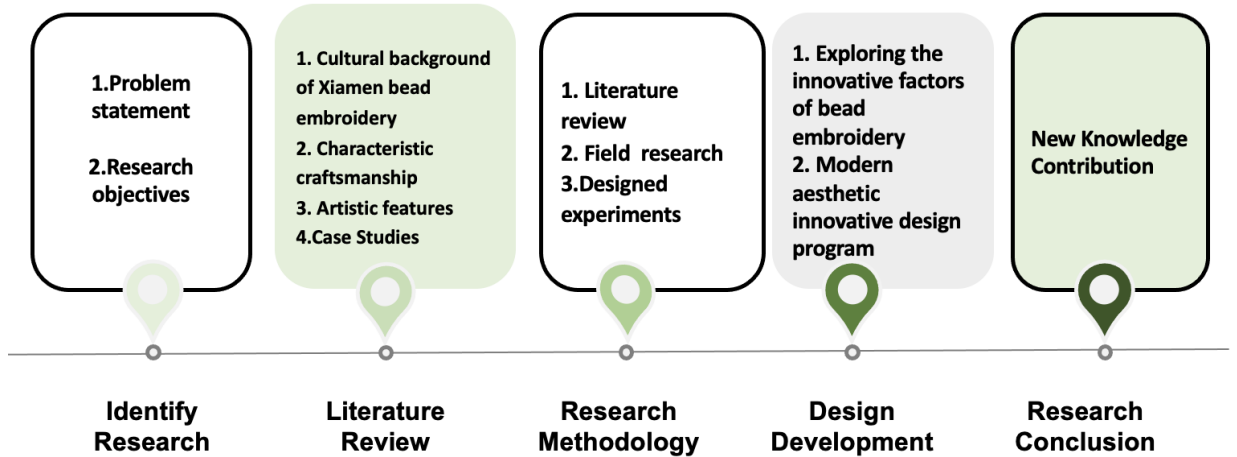 1.Problem
statement
2.Research
objectives
1. Cultural background
of Xiamen bead
embroidery
2. Characteristic
craftsmanship
3. Artistic features
4.Case Studies
1. Literature
review
2. Field research
3.Designed
experiments
1. Exploring the
innovative factors
of bead
embroidery
2. Modern
aesthetic
innovative design
program
New Knowledge
Contribution
Identify
Research
Literature
Review
Research
Methodology
Design
Development
Research
Conclusion